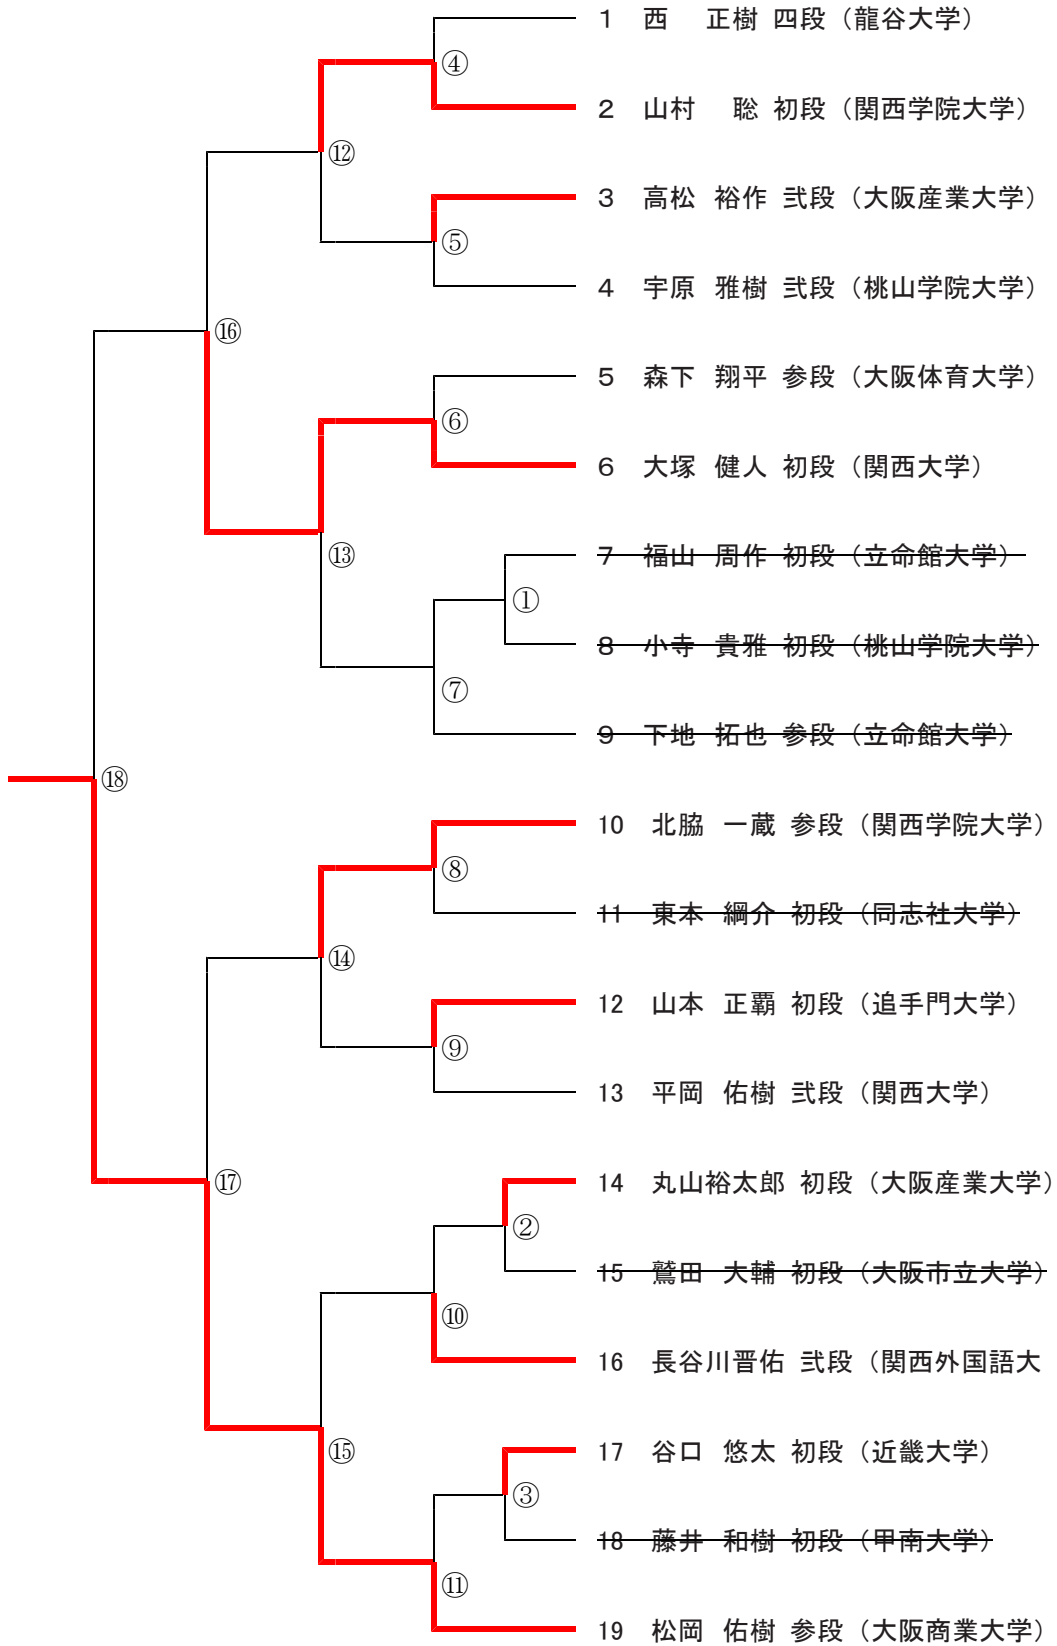 1 西 正樹 四段（龍谷大学）
④
2 山村 聡 初段（関西学院大学）
⑫
3 高松 裕作 弐段（大阪産業大学）
⑤
4 宇原 雅樹 弐段（桃山学院大学）
⑯
5 森下 翔平 参段（大阪体育大学）
⑥
6 大塚 健人 初段（関西大学）
⑬
7 福山 周作 初段（立命館大学）
①
8 小寺 貴雅 初段（桃山学院大学）
⑦
9 下地 拓也 参段（立命館大学）
⑱
10 北脇 一蔵 参段（関西学院大学）
⑧
11 東本 綱介 初段（同志社大学）
⑭
12 山本 正覇 初段（追手門大学）
⑨
13 平岡 佑樹 弐段（関西大学）
⑰
14 丸山裕太郎 初段（大阪産業大学）
②
15 鷲田 大輔 初段（大阪市立大学）
⑩
16 長谷川晋佑 弐段（関西外国語大
⑮
17 谷口 悠太 初段（近畿大学）
③
18 藤井 和樹 初段（甲南大学）
⑪
19 松岡 佑樹 参段（大阪商業大学）